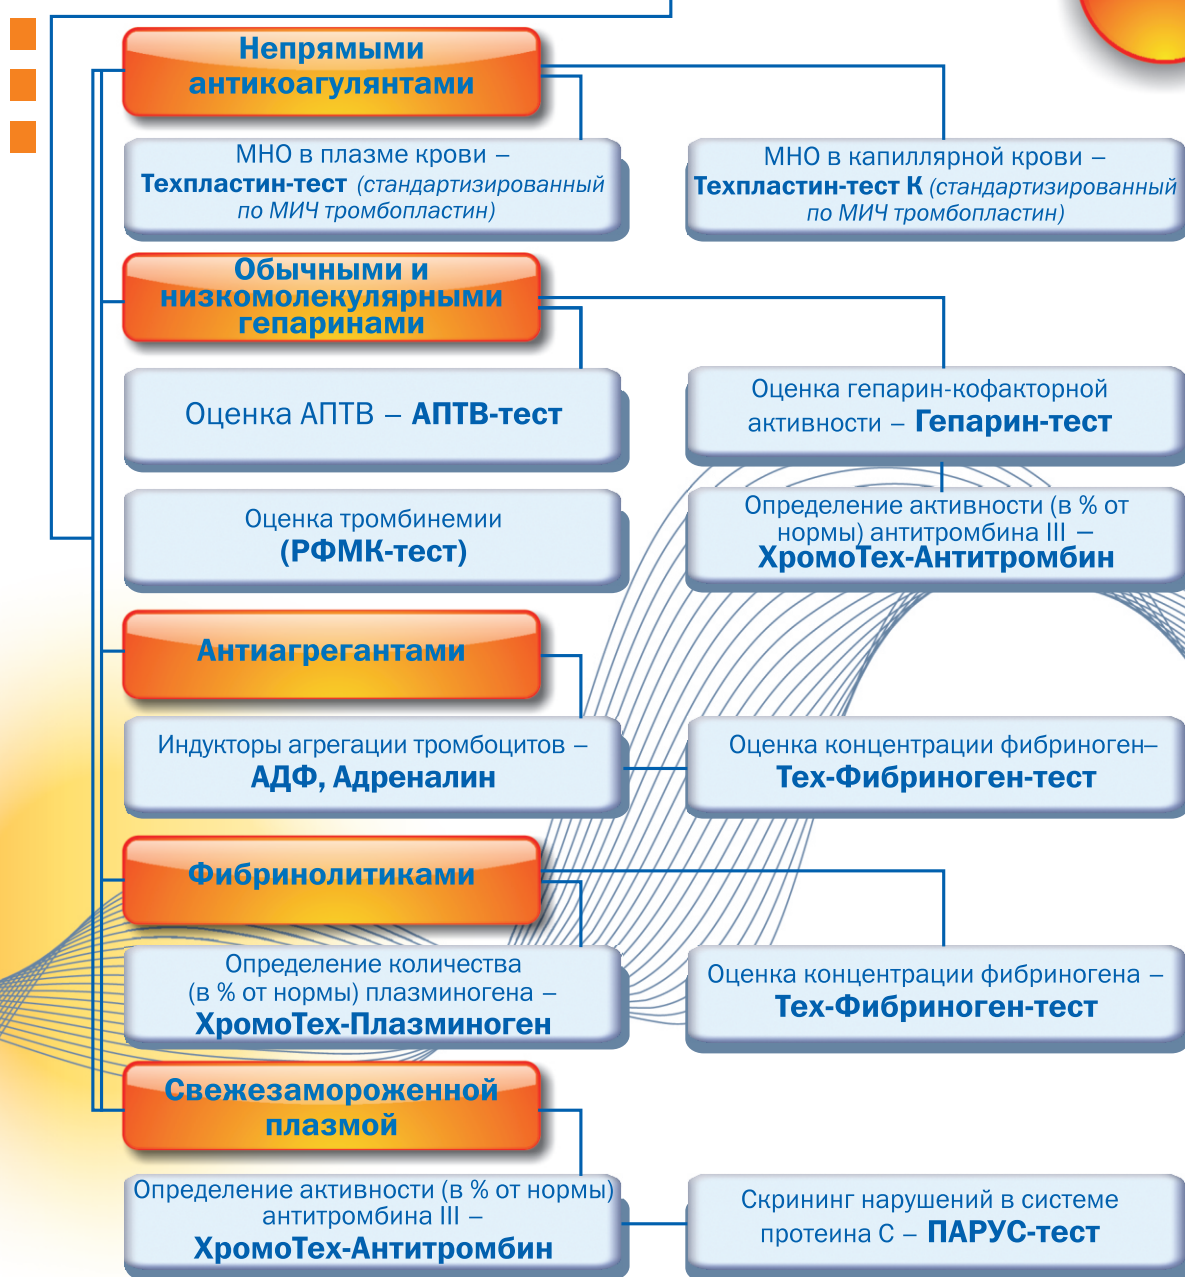 Непрямыми
антикоагулянтами
МНО в плазме крови –
Техпластин-тест (стандартизированный
по МИЧ тромбопластин)
МНО в капиллярной крови –
Техпластин-тест К (стандартизированный
по МИЧ тромбопластин)
Обычными и
низкомолекулярными
гепаринами
Оценка АПТВ – АПТВ-тест
Оценка гепарин-кофакторной
активности – Гепарин-тест
Оценка тромбинемии
(РФМК-тест)
Определение активности (в % от
нормы) антитромбина III –
ХромоТех-Антитромбин
Антиагрегантами
Индукторы агрегации тромбоцитов –
АДФ, Адреналин
Оценка концентрации фибриноген–
Тех-Фибриноген-тест
Фибринолитиками
Определение количества
(в % от нормы) плазминогена –
ХромоТех-Плазминоген
Оценка концентрации фибриногена –
Тех-Фибриноген-тест
Свежезамороженной
плазмой
Определение активности (в % от нормы)
антитромбина III –
ХромоТех-Антитромбин
Скрининг нарушений в системе
протеина С – ПАРУС-тест